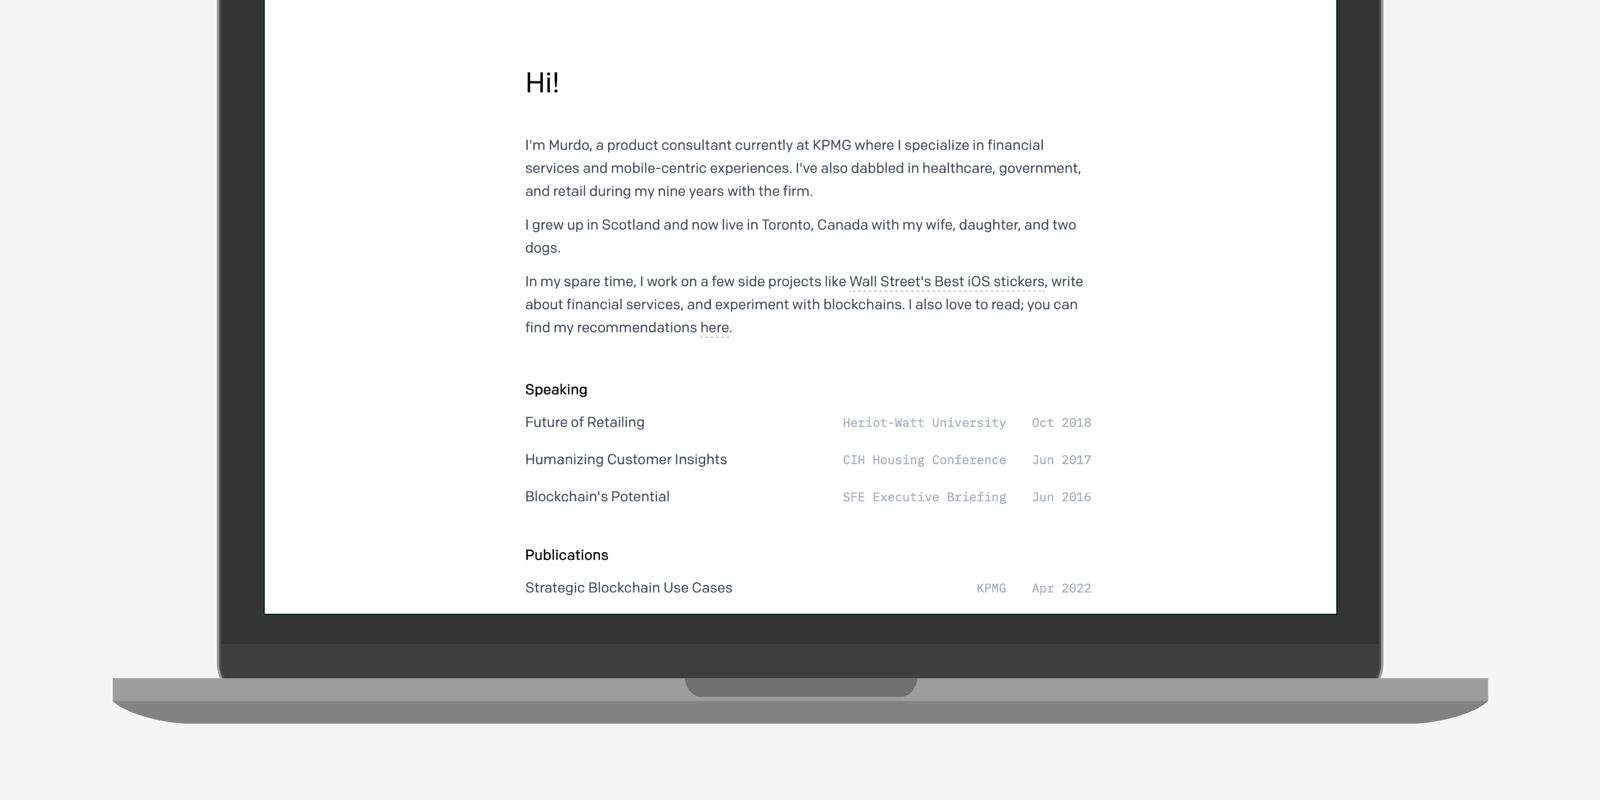 Hi!
I'm Murdo, a product consultant currently at KPMG where I specialize in financial
services and mobile-centric experiences. I've also dabbled in healthcare, government,
and retail during my nine years with the firm.
I grew up in Scotland and now live in Toronto, Canada with my wife, daughter, and two
dogs.
In my spare time, I work on a few side projects like Wall Street's Best iOS stickers, write
about financial services, and experiment with blockchains. I also love to read; you can
find my recommendations here.
Speaking
Future of Retailing Heriot-Watt University Oct 2018
Humanizing Customer Insights CIH Housing Conference Jun 2017
Blockchain's Potential SFE Executive Briefing Jun 2016
Publications
Strategic Blockchain Use Cases KPMG Apr 2022